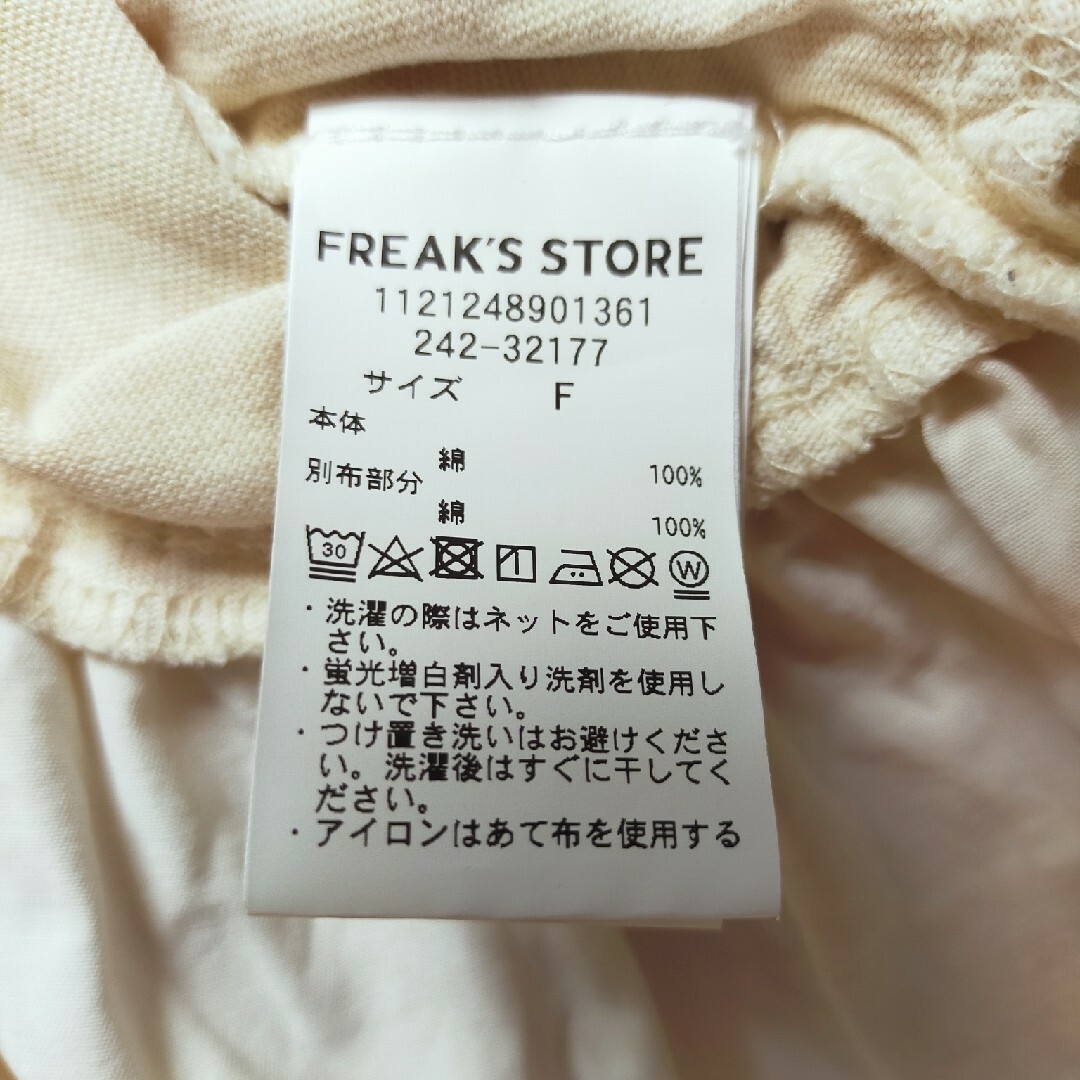 FREAK'S STORE
1121248901361
242-32177
サイズ F
本体
綿 100%
別布部分
綿 100%
30 W
・洗濯の際はネットをご使用下
さい。
・蛍光増白剤入り洗剤を使用し
ないで下さい。
・つけ置き洗いはお避けくださ
い。洗濯後はすぐに干してく
ださい。
・アイロンはあて布を使用する